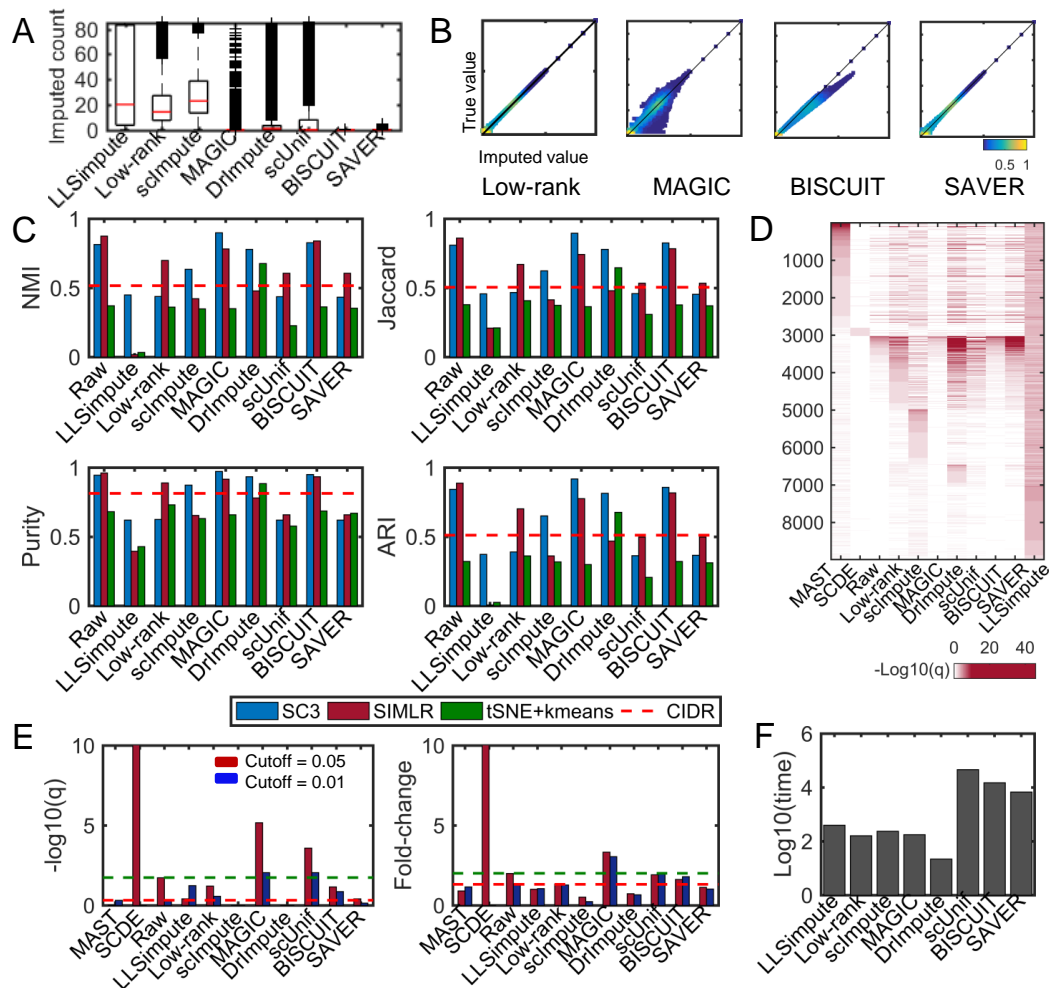 A
Imputed count
80
60
40
20
0
LLSimpute
Low-rank
scImpute
MAGIC
DrImpute
scUnif
BISCUIT
SAVER
B
True value
Imputed value
0.5 1
Low-rank
MAGIC
BISCUIT
SAVER
C
NMI
1
0.5
0
Raw
LLSimpute
Low-rank
scImpute
MAGIC
DrImpute
scUnif
BISCUIT
SAVER
Jaccard
1
0.5
0
Raw
LLSimpute
Low-rank
scImpute
MAGIC
DrImpute
scUnif
BISCUIT
SAVER
Purity
1
0.5
0
Raw
LLSimpute
Low-rank
scImpute
MAGIC
DrImpute
scUnif
BISCUIT
SAVER
ARI
1
0.5
0
Raw
LLSimpute
Low-rank
scImpute
MAGIC
DrImpute
scUnif
BISCUIT
SAVER
SC3 SIMLR tSNE+kmeans CIDR
D
1000
2000
3000
4000
5000
6000
7000
8000
MAST
SCDE
Raw
Low-rank
scImpute
MAGIC
DrImpute
scUnif
BISCUIT
SAVER
LLSimpute
0 20 40
-Log10(q)
E
-log10(q)
10
5
0
Cutoff = 0.05
Cutoff = 0.01
MAST
SCDE
Raw
LLSimpute
Low-rank
scImpute
MAGIC
DrImpute
scUnif
BISCUIT
SAVER
Fold-change
10
5
0
MAST
SCDE
Raw
LLSimpute
Low-rank
scImpute
MAGIC
DrImpute
scUnif
BISCUIT
SAVER
F
Log10(time)
6
4
2
0
LLSimpute
Low-rank
scImpute
MAGIC
DrImpute
scUnif
BISCUIT
SAVER